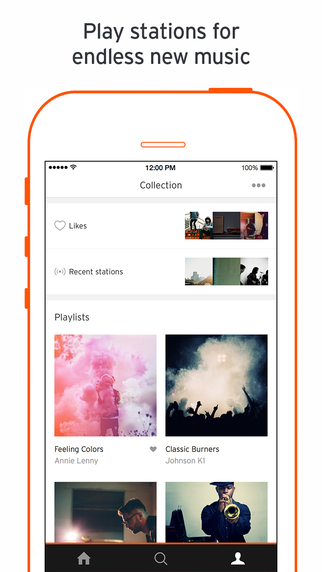 Play stations for
endless new music
12:00 PM
100%
Collection
Likes
Recent stations
Playlists
Feeling Colors
Annie Lenny
Classic Burners
Johnson K1